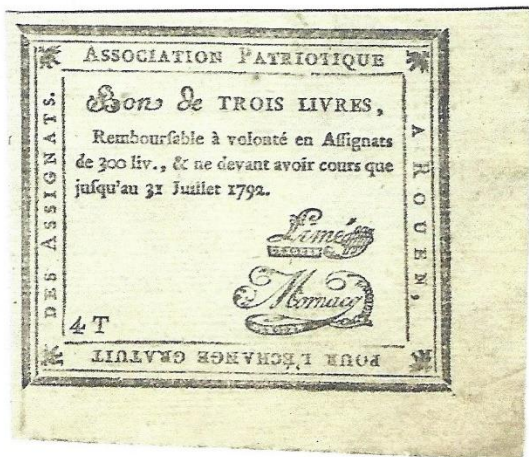 ASSOCIATION PATRIOTIQUE
A ROUEN,
POUR L'ÉCHANGE GRATUIT
DES ASSIGNATS.
Bon de TROIS LIVRES,
Remboursable à volonté en Assignats
de 300 liv., & ne devant avoir cours que
jusqu'au 31 Juillet 1792.
Limé
4 T